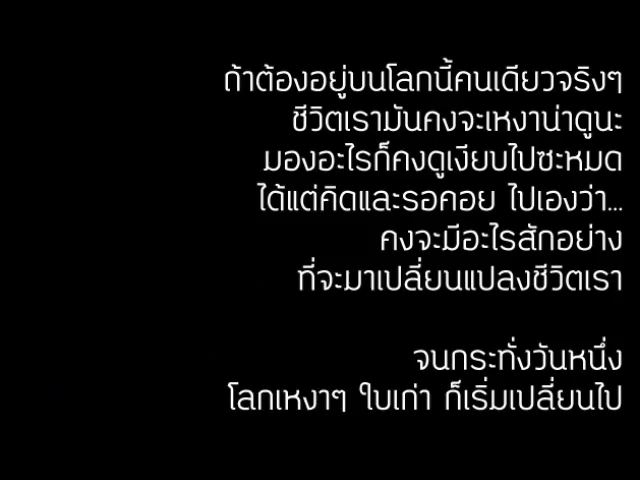 ถ้าต้องอยู่บนโลกนี้คนเดียวจริงๆ
ชีวิตเรามันคงจะเหงาน่าดูนะ
มองอะไรก็คงดูเงียบไปซะหมด
ได้แต่คิดและรอคอย ไปเองว่า...
คงจะมีอะไรสักอย่าง
ที่จะมาเปลี่ยนแปลงชีวิตเรา
จนกระทั่งวันหนึ่ง
โลกเหงาๆ ใบเก่า ก็เริ่มเปลี่ยนไป